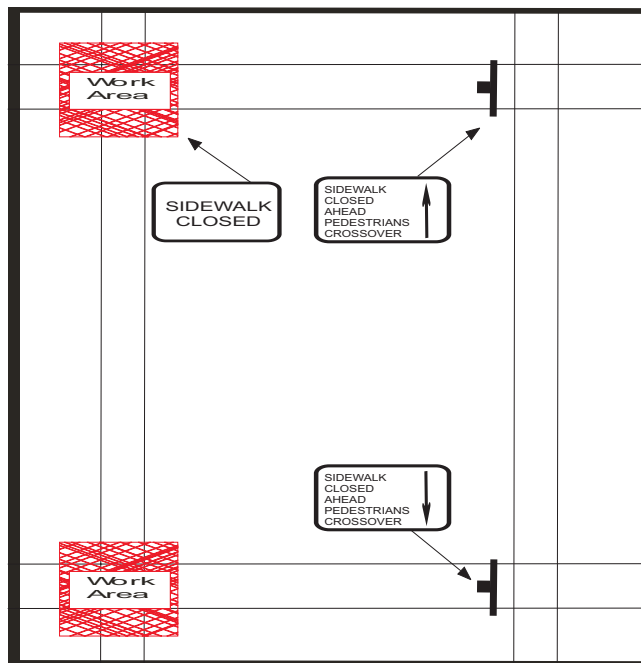 Work
Area
SIDEWALK
CLOSED
SIDEWALK
CLOSED
AHEAD
PEDESTRIANS
CROSSOVER
SIDEWALK
CLOSED
AHEAD
PEDESTRIANS
CROSSOVER
Work
Area